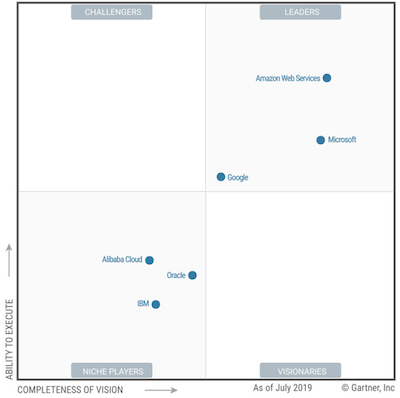 CHALLENGERS
LEADERS
Amazon Web Services
Microsoft
Google
Alibaba Cloud
Oracle
IBM
NICHE PLAYERS
VISIONARIES
ABILITY TO EXECUTE
COMPLETENESS OF VISION
As of July 2019
© Gartner, Inc